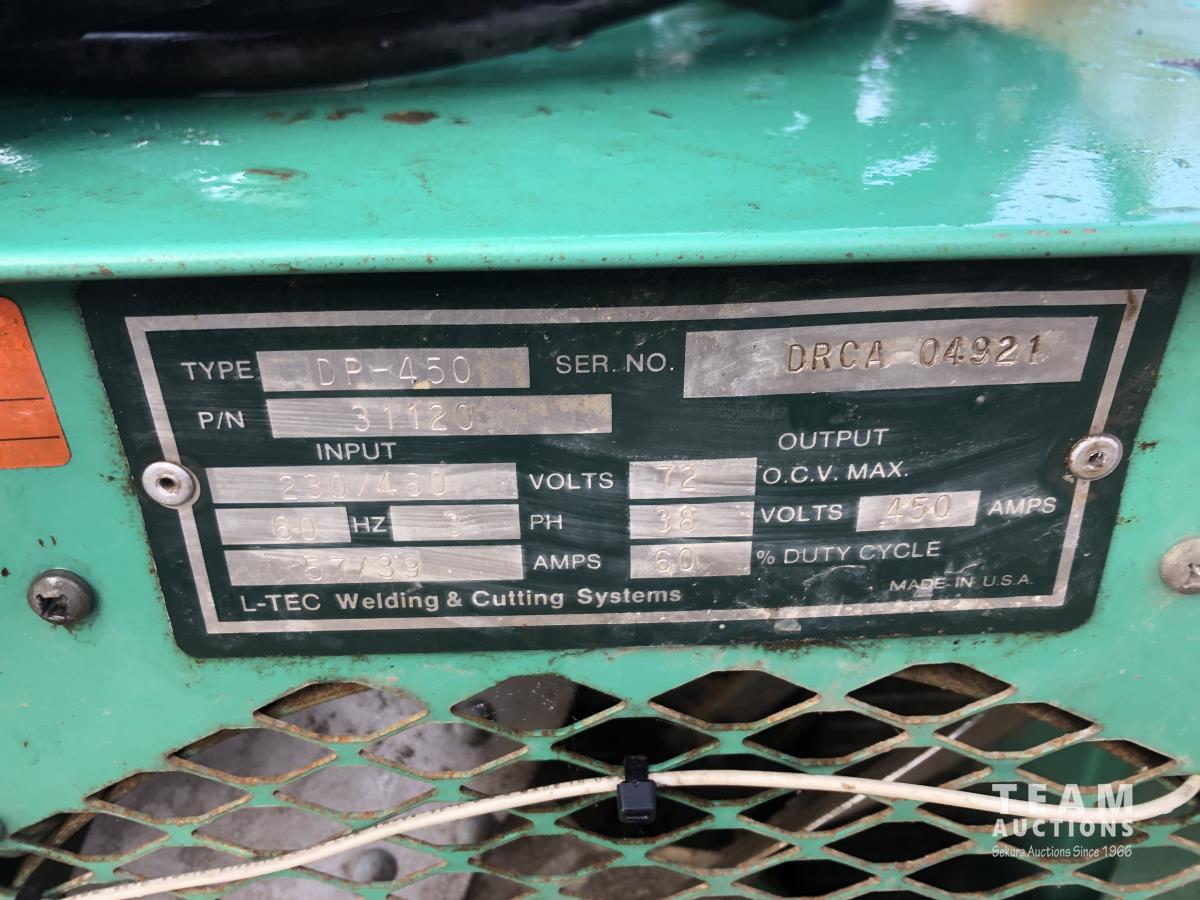 TYPE DP-450 SER. NO. DRCA-04921
P/N 31120
INPUT OUTPUT
230/460 VOLTS 72 O.C.V. MAX.
60 HZ 3 PH 38 VOLTS 450 AMPS
57/39 AMPS 60 % DUTY CYCLE
L-TEC Welding & Cutting Systems MADE IN U.S.A.
TEAM
AUCTIONS
Sekura Auctions Since 1966